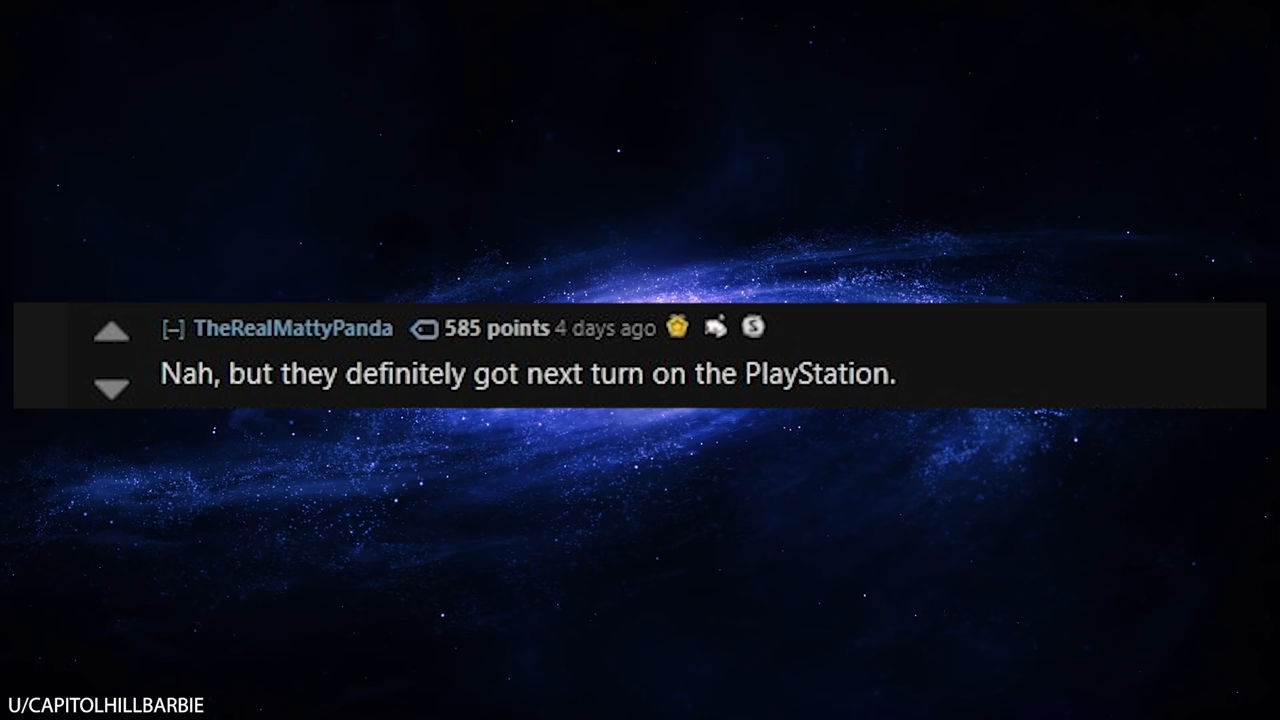 [–] TheRealMattyPanda 585 points 4 days ago S
Nah, but they definitely got next turn on the PlayStation.
U/CAPITOLHILLBARBIE